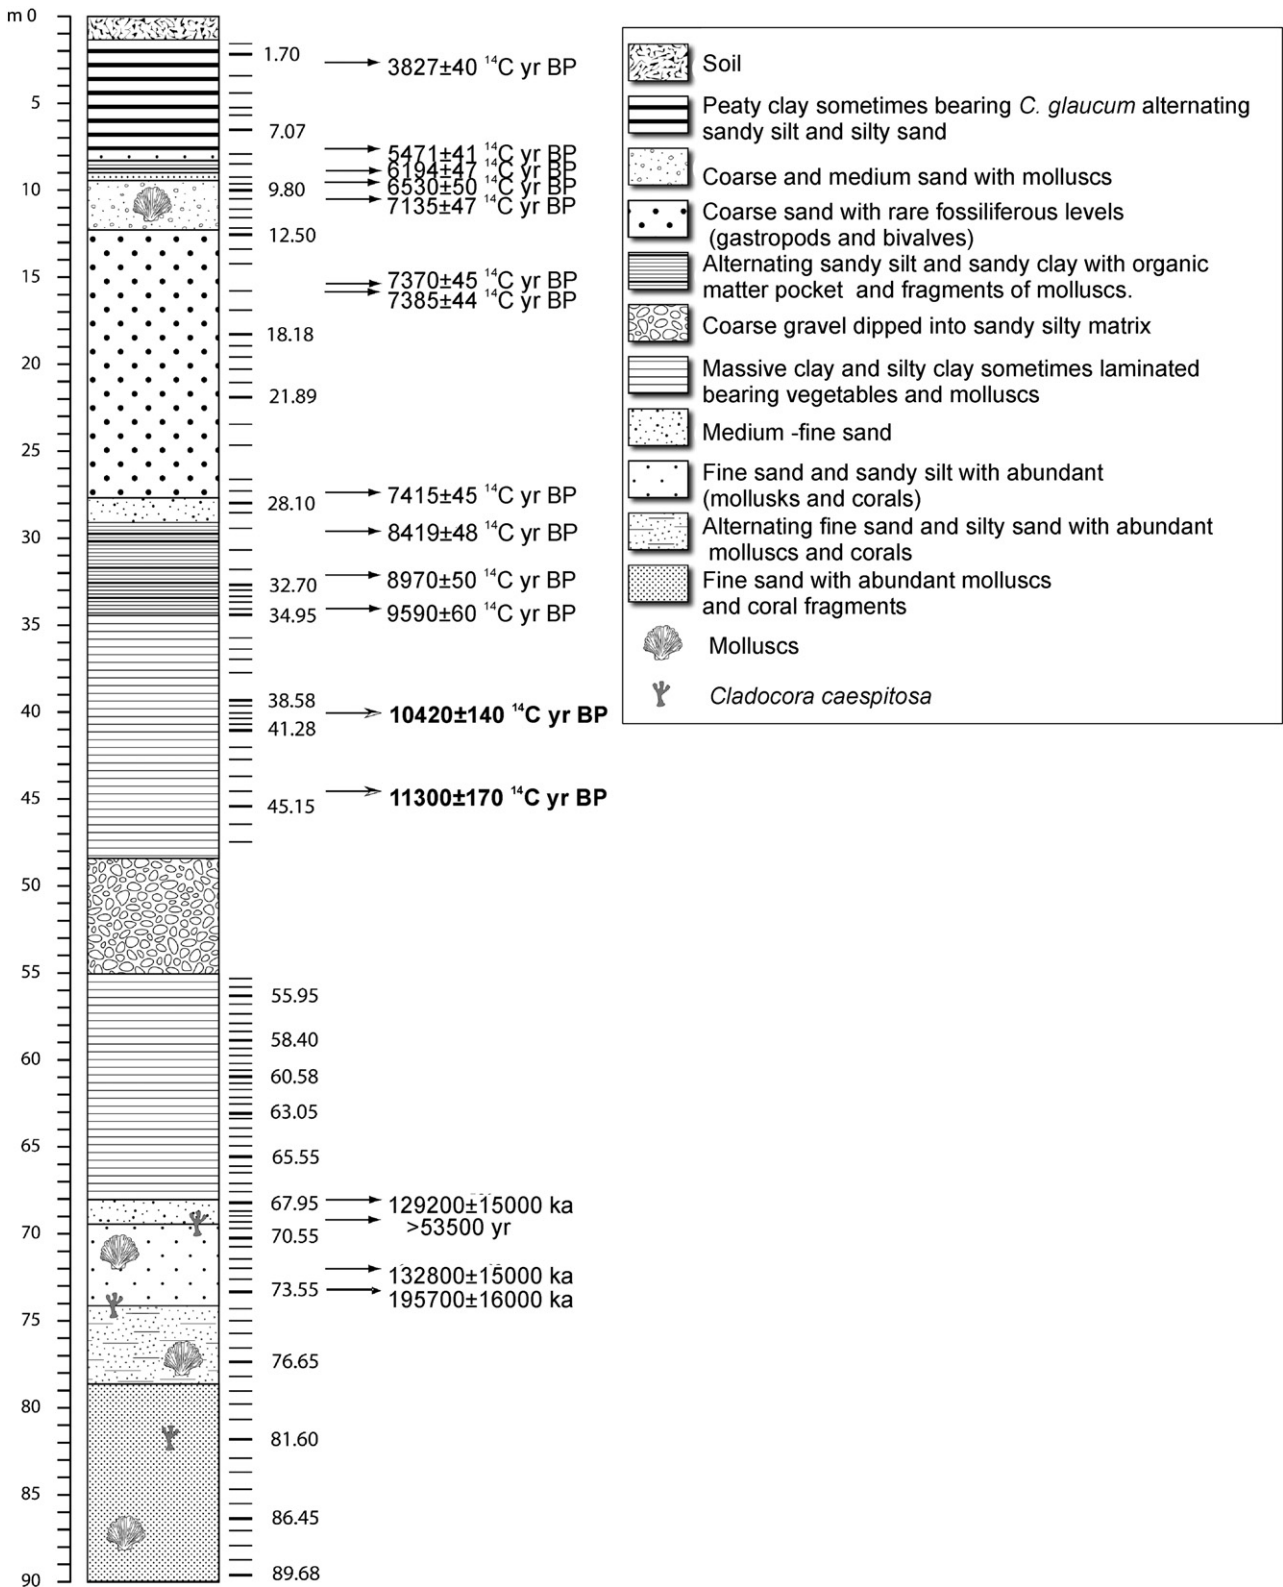 m 0
5
10
15
20
25
30
35
40
45
50
55
60
65
70
75
80
85
90
1.70
7.07
9.80
12.50
18.18
21.89
28.10
32.70
34.95
38.58
41.28
45.15
55.95
58.40
60.58
63.05
65.55
67.95
70.55
73.55
76.65
81.60
86.45
89.68
3827±40 ¹⁴C yr BP
5471±41 ¹⁴C yr BP
6194±47 ¹⁴C yr BP
6530±50 ¹⁴C yr BP
7135±47 ¹⁴C yr BP
7370±45 ¹⁴C yr BP
7385±44 ¹⁴C yr BP
7415±45 ¹⁴C yr BP
8419±48 ¹⁴C yr BP
8970±50 ¹⁴C yr BP
9590±60 ¹⁴C yr BP
10420±140 ¹⁴C yr BP
11300±170 ¹⁴C yr BP
129200±15000 ka
>53500 yr
132800±15000 ka
195700±16000 ka
Soil
Peaty clay sometimes bearing C. glaucum alternating
sandy silt and silty sand
Coarse and medium sand with molluscs
Coarse sand with rare fossiliferous levels
(gastropods and bivalves)
Alternating sandy silt and sandy clay with organic
matter pocket and fragments of molluscs.
Coarse gravel dipped into sandy silty matrix
Massive clay and silty clay sometimes laminated
bearing vegetables and molluscs
Medium -fine sand
Fine sand and sandy silt with abundant
(mollusks and corals)
Alternating fine sand and silty sand with abundant
molluscs and corals
Fine sand with abundant molluscs
and coral fragments
Molluscs
Cladocora caespitosa